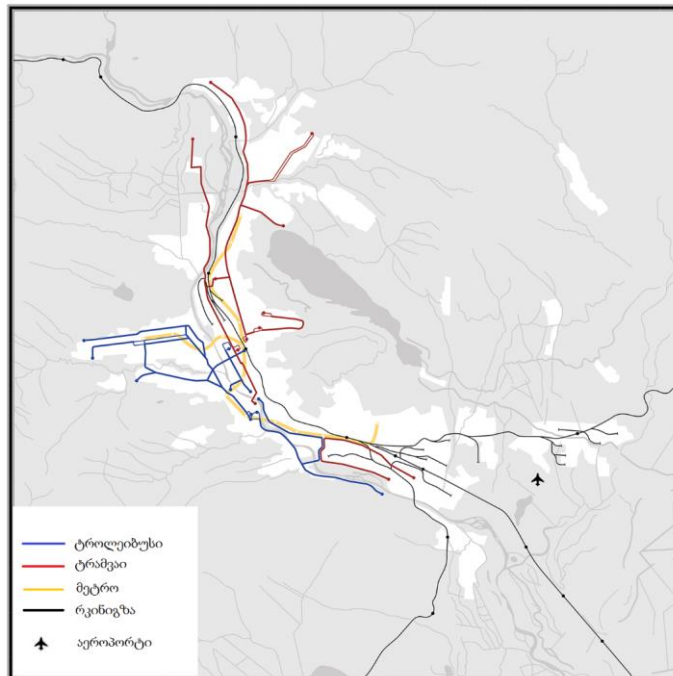 ტროლეიბუსი
ტრამვაი
მეტრო
რკინიგზა
აეროპორტი